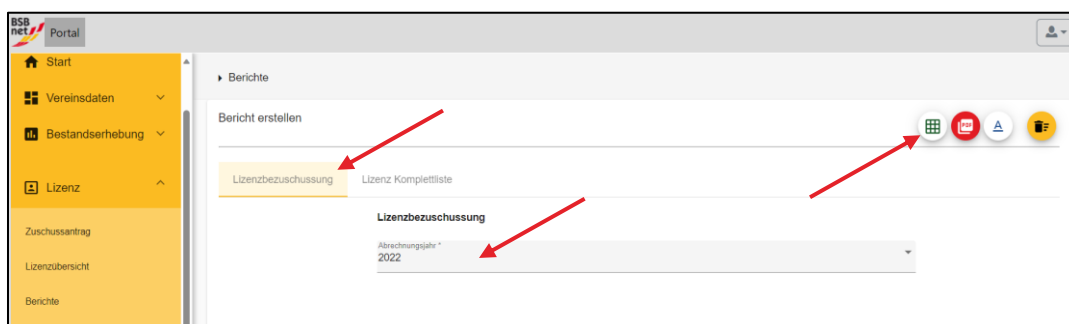 BSB
net
Portal
Start
Vereinsdaten
Bestandserhebung
Lizenz
Zuschussantrag
Lizenzübersicht
Berichte
Berichte
Bericht erstellen
PDF
A
Lizenzbezuschussung
Lizenz Komplettliste
Lizenzbezuschussung
Abrechnungsjahr *
2022